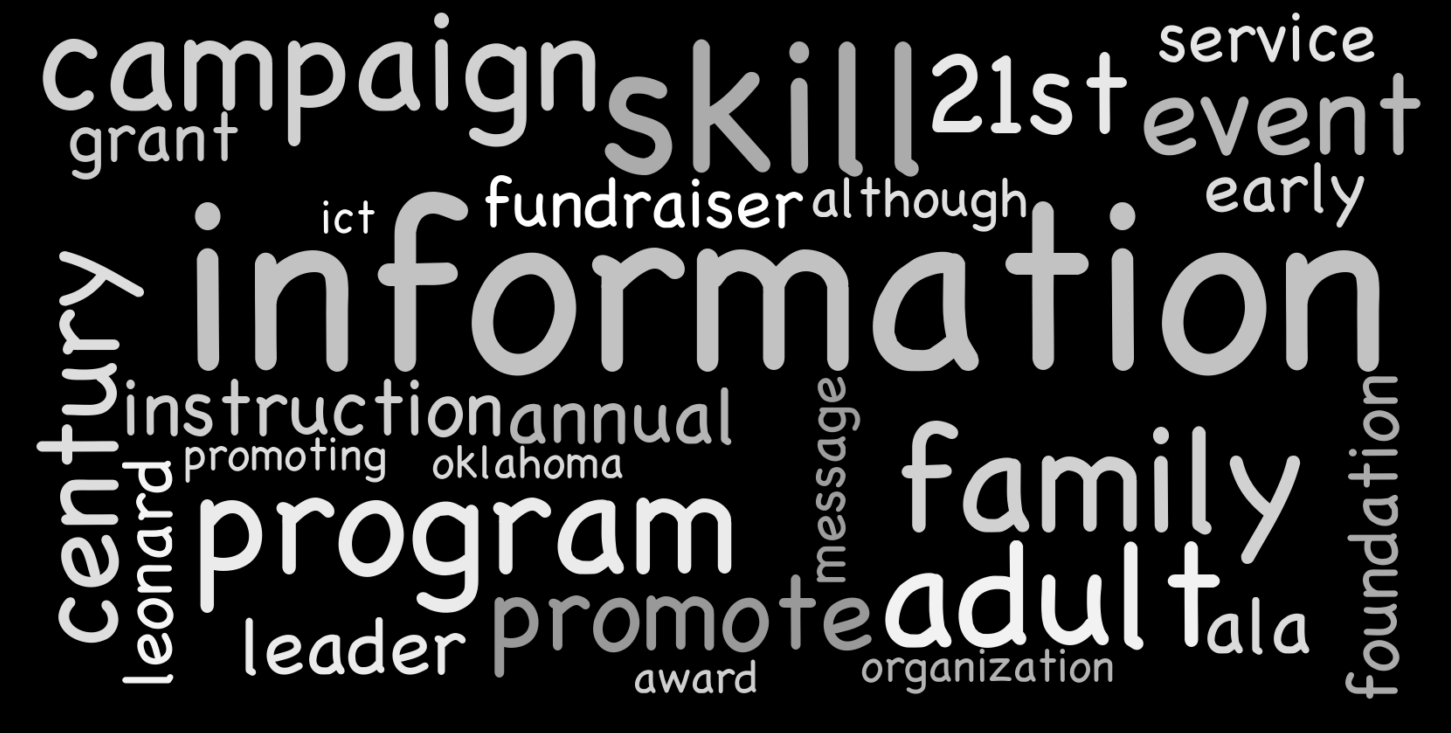 campaign
skill
21st
service
grant
event
early
ict
fundraiser
although
information
century
instruction
annual
message
foundation
promoting
oklahoma
family
leonard
program
adult
promote
ala
leader
award
organization